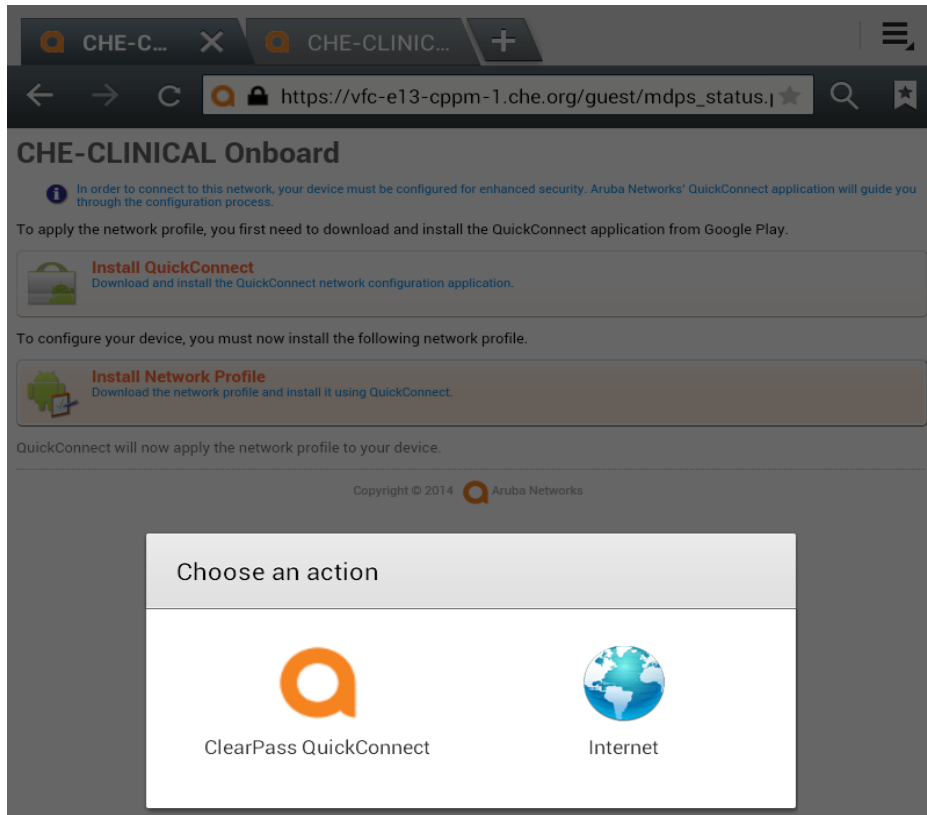 CHE-C...
CHE-CLINIC...
https://vfc-e13-cppm-1.che.org/guest/mdps_status.
CHE-CLINICAL Onboard
In order to connect to this network, your device must be configured for enhanced security. Aruba Networks' QuickConnect application will guide you
through the configuration process.
To apply the network profile, you first need to download and install the QuickConnect application from Google Play.
Install QuickConnect
Download and install the QuickConnect network configuration application.
To configure your device, you must now install the following network profile.
Install Network Profile
Download the network profile and install it using QuickConnect.
QuickConnect will now apply the network profile to your device.
Copyright © 2014 Aruba Networks
Choose an action
ClearPass QuickConnect
Internet